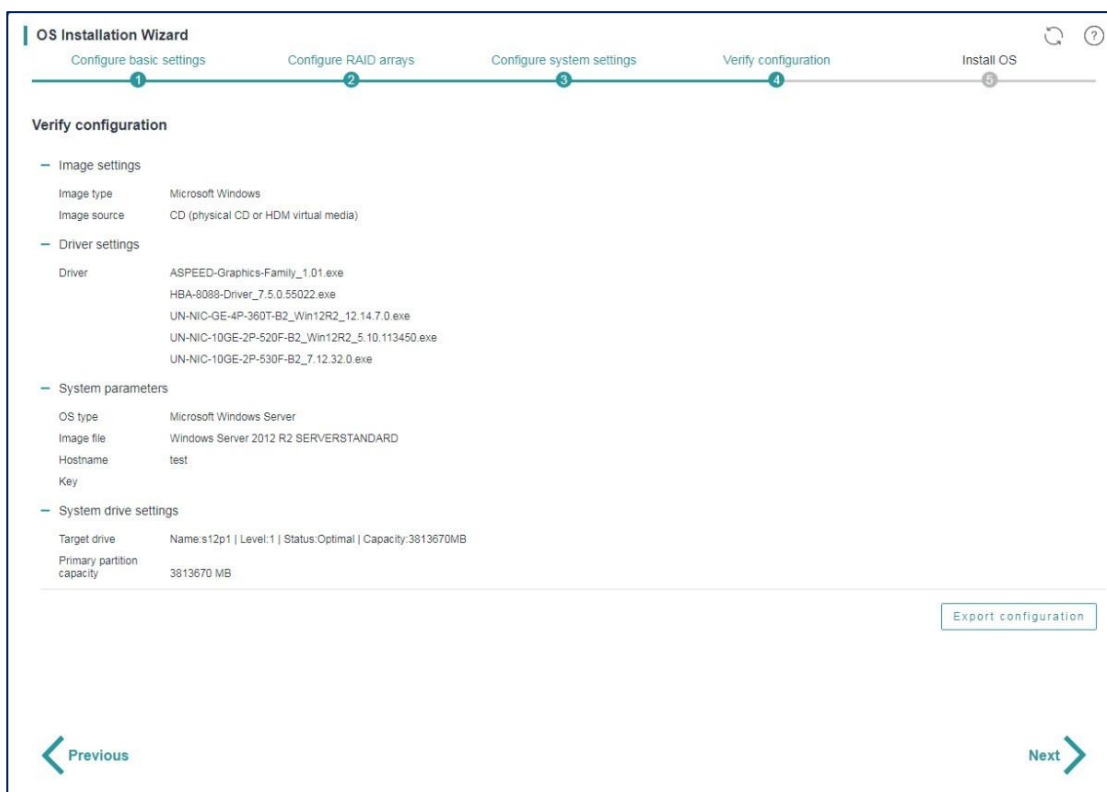 OS Installation Wizard
?
Configure basic settings Configure RAID arrays Configure system settings Verify configuration Install OS
1 2 3 4 5
Verify configuration
Image settings
Image type Microsoft Windows
Image source CD (physical CD or HDM virtual media)
Driver settings
Driver ASPEED-Graphics-Family_1.01.exe
HBA-8088-Driver_7.5.0.55022.exe
UN-NIC-GE-4P-360T-B2_Win12R2_12.14.7.0.exe
UN-NIC-10GE-2P-520F-B2_Win12R2_5.10.113450.exe
UN-NIC-10GE-2P-530F-B2_7.12.32.0.exe
System parameters
OS type Microsoft Windows Server
Image file Windows Server 2012 R2 SERVERSTANDARD
Hostname test
Key
System drive settings
Target drive Name:s12p1 | Level:1 | Status:Optimal | Capacity:3813670MB
Primary partition
capacity 3813670 MB
Export configuration
Previous Next